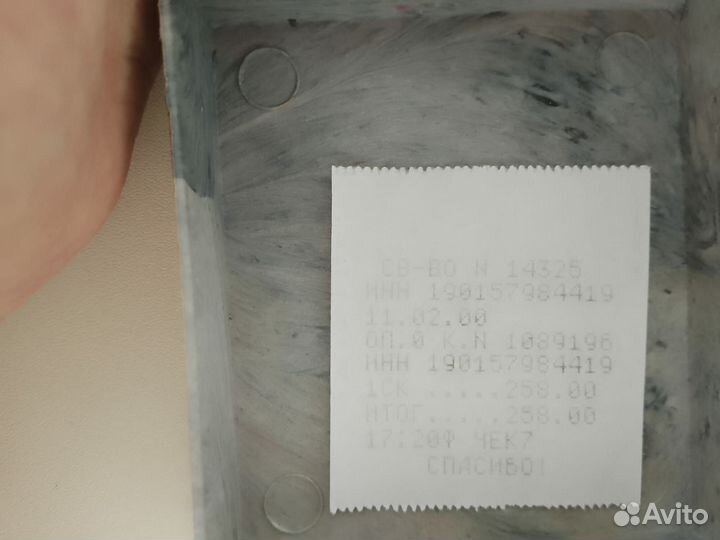 СВ-ВО N 14325
ИНН 190157984419
11.02.00
ОП.0 К.N 1089196
ИНН 190157984419
1СК .....258.00
ИТОГ.....258.00
17:20Ф ЧЕК7
СПАСИБО!
Avito